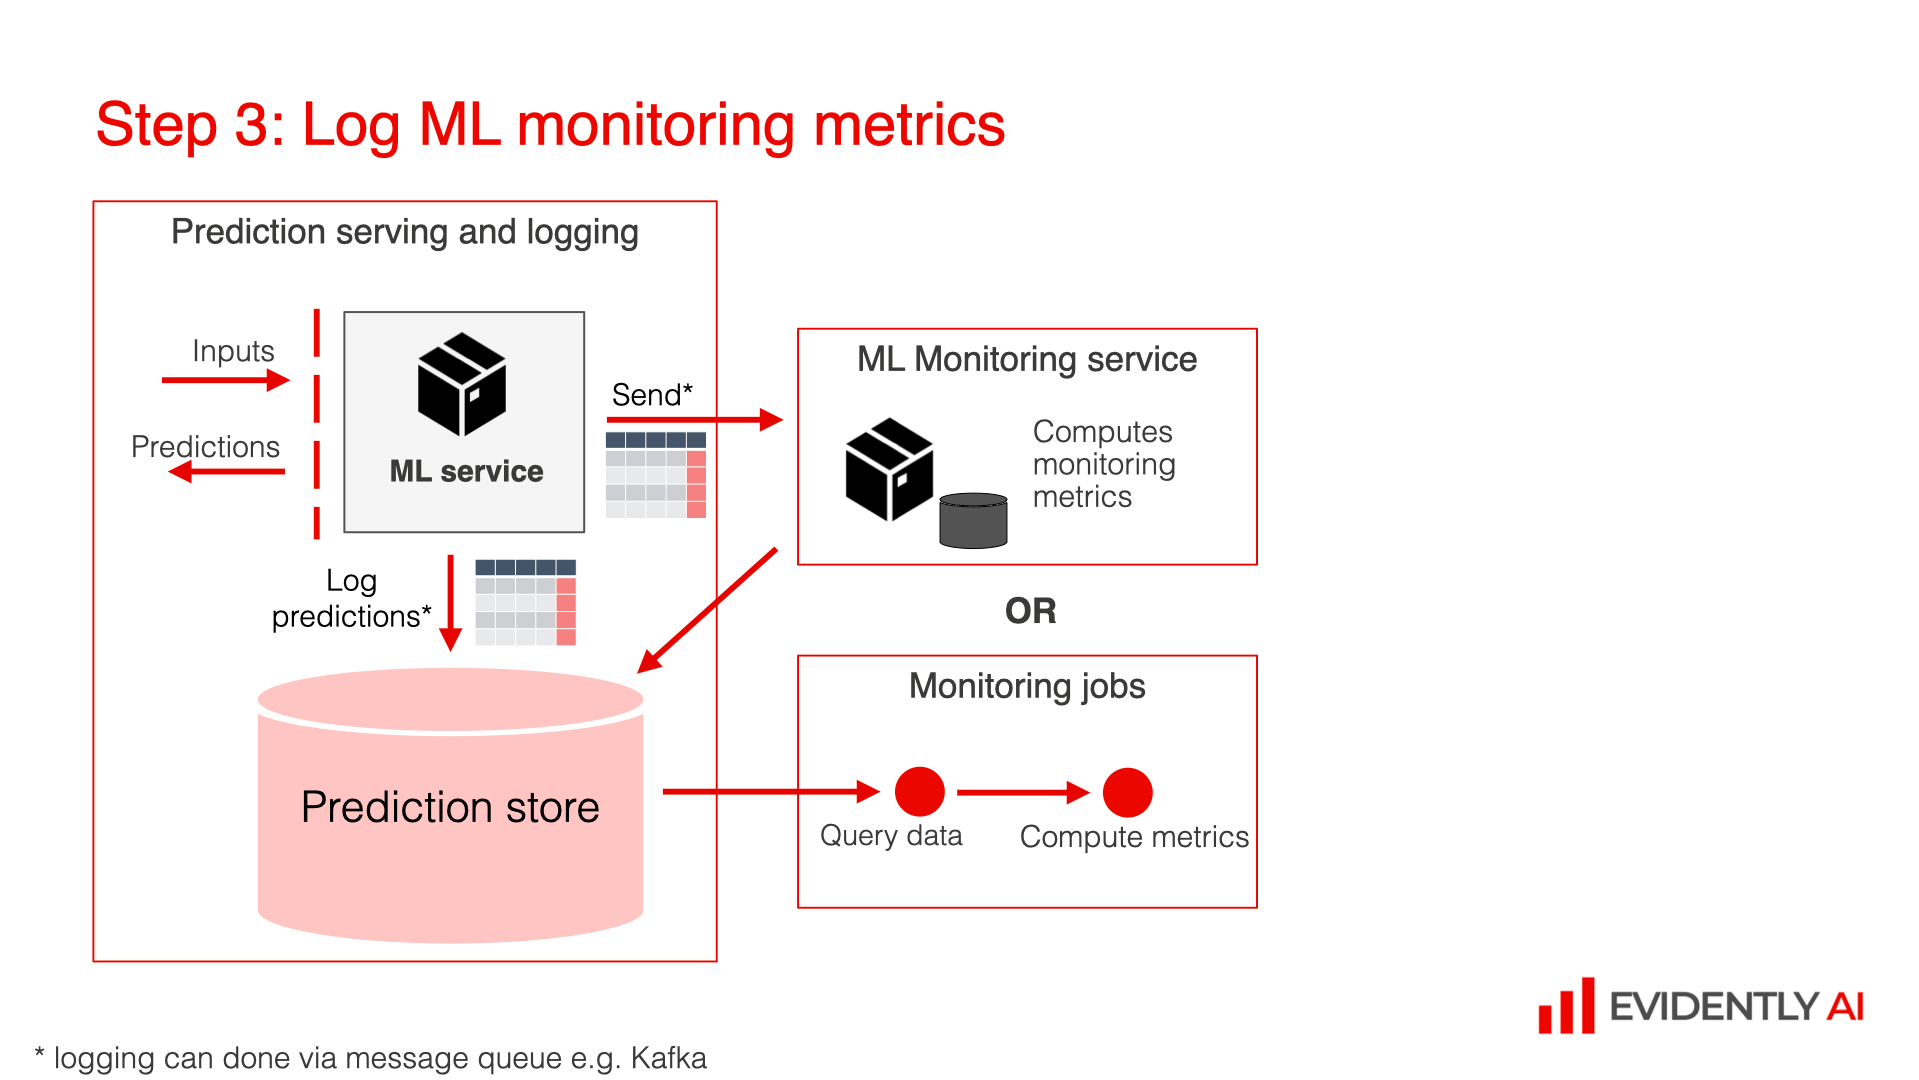 Step 3: Log ML monitoring metrics
Prediction serving and logging
Inputs
Predictions
ML service
Send*
Log
predictions*
Prediction store
ML Monitoring service
Computes
monitoring
metrics
OR
Monitoring jobs
Query data
Compute metrics
EVIDENTLY AI
* logging can done via message queue e.g. Kafka